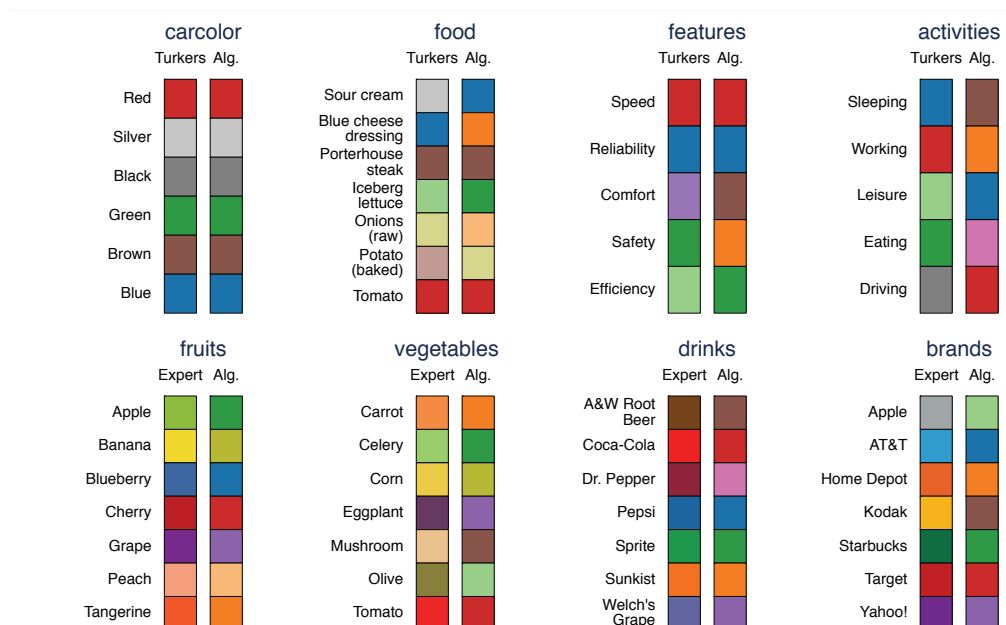 carcolor
Turkers Alg.
Red
Silver
Black
Green
Brown
Blue
food
Turkers Alg.
Sour cream
Blue cheese
dressing
Porterhouse
steak
Iceberg
lettuce
Onions
(raw)
Potato
(baked)
Tomato
features
Turkers Alg.
Speed
Reliability
Comfort
Safety
Efficiency
activities
Turkers Alg.
Sleeping
Working
Leisure
Eating
Driving
fruits
Expert Alg.
Apple
Banana
Blueberry
Cherry
Grape
Peach
Tangerine
vegetables
Expert Alg.
Carrot
Celery
Corn
Eggplant
Mushroom
Olive
Tomato
drinks
Expert Alg.
A&W Root
Beer
Coca-Cola
Dr. Pepper
Pepsi
Sprite
Sunkist
Welch's
Grape
brands
Expert Alg.
Apple
AT&T
Home Depot
Kodak
Starbucks
Target
Yahoo!